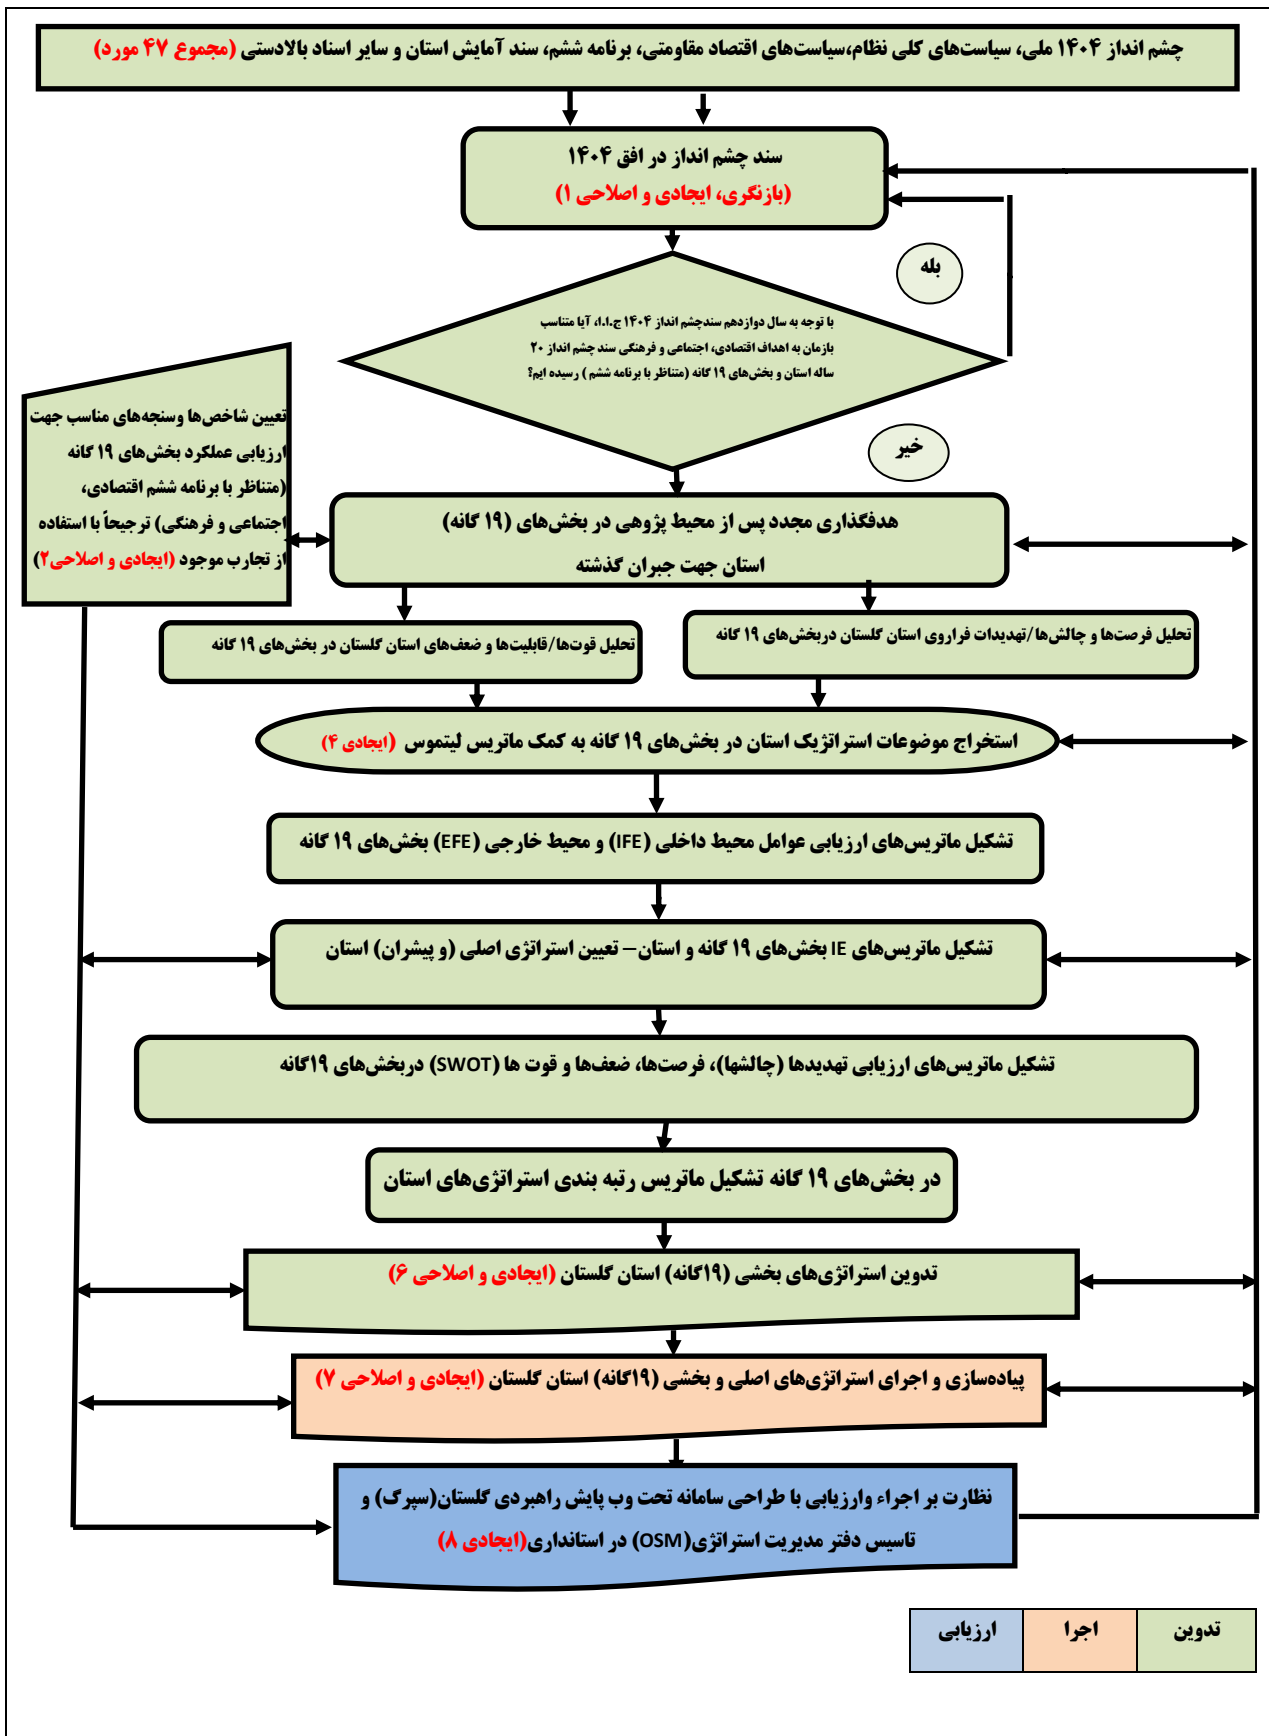 چشم انداز ۱۴۰۴ ملی، سیاست‌های کلی نظام،سیاست‌های اقتصاد مقاومتی، برنامه ششم، سند آمایش استان و سایر اسناد بالادستی (مجموع ۴۷ مورد)
سند چشم انداز در افق ۱۴۰۴
(بازنگری، ایجادی و اصلاحی ۱)
بله
با توجه به سال دوازدهم سندچشم انداز ۱۴۰۴ ج.ا.ا، آیا متناسب
بازمان به اهداف اقتصادی، اجتماعی و فرهنگی سند چشم انداز ۲۰
ساله استان و بخش‌های ۱۹ گانه (متناظر با برنامه ششم ) رسیده ایم؟
خیر
تعیین شاخص‌ها وسنجه‌های مناسب جهت
ارزیابی عملکرد بخش‌های ۱۹ گانه
(متناظر با برنامه ششم اقتصادی،
اجتماعی و فرهنگی) ترجیحاً با استفاده
از تجارب موجود (ایجادی و اصلاحی۲)
هدفگذاری مجدد پس از محیط پژوهی در بخش‌های (۱۹ گانه)
استان جهت جبران گذشته
تحلیل فرصت‌ها و چالش‌ها/تهدیدات فراروی استان گلستان دربخش‌های ۱۹ گانه
تحلیل قوت‌ها/قابلیت‌ها و ضعف‌های استان گلستان در بخش‌های ۱۹ گانه
استخراج موضوعات استراتژیک استان در بخش‌های ۱۹ گانه به کمک ماتریس لیتموس (ایجادی ۴)
تشکیل ماتریس‌های ارزیابی عوامل محیط داخلی (IFE) و محیط خارجی (EFE) بخش‌های ۱۹ گانه
تشکیل ماتریس‌های IE بخش‌های ۱۹ گانه و استان– تعیین استراتژی اصلی (و پیشران) استان
تشکیل ماتریس‌های ارزیابی تهدیدها (چالشها)، فرصت‌ها، ضعف‌ها و قوت ها (SWOT) دربخش‌های ۱۹گانه
در بخش‌های ۱۹ گانه تشکیل ماتریس رتبه بندی استراتژی‌های استان
تدوین استراتژی‌های بخشی (۱۹گانه) استان گلستان (ایجادی و اصلاحی ۶)
پیاده‌سازی و اجرای استراتژی‌های اصلی و بخشی (۱۹گانه) استان گلستان (ایجادی و اصلاحی ۷)
نظارت بر اجراء وارزیابی با طراحی سامانه تحت وب پایش راهبردی گلستان(سپرگ) و
تاسیس دفتر مدیریت استراتژی(OSM) در استانداری(ایجادی ۸)
تدوین
اجرا
ارزیابی